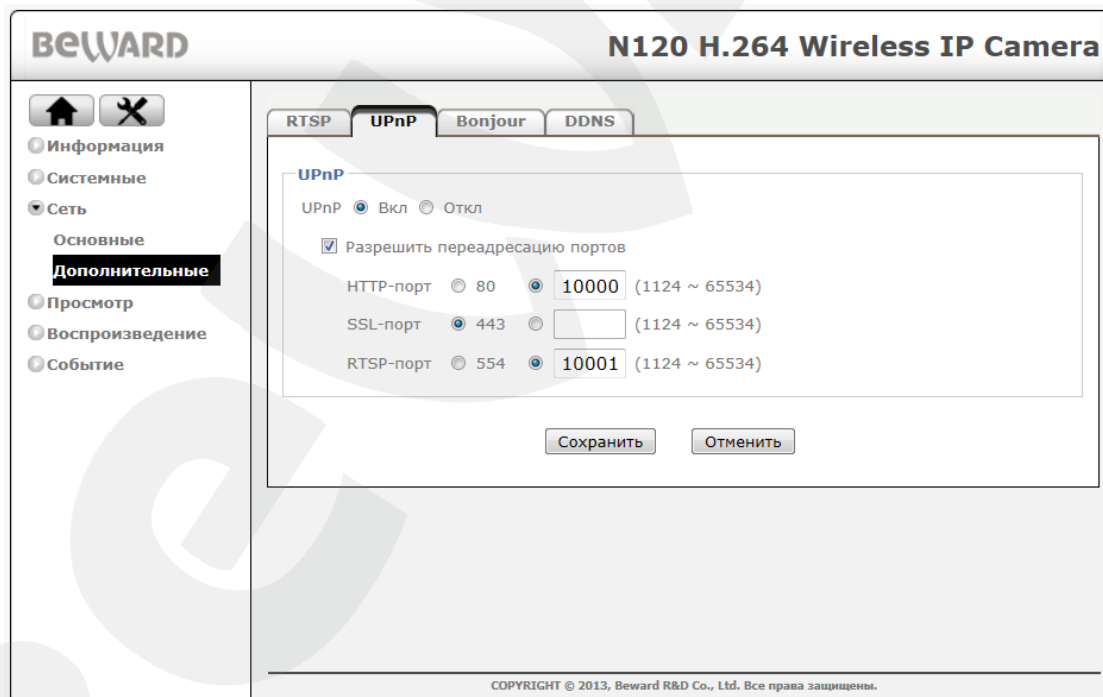 BEWARD
N120 H.264 Wireless IP Camera
Информация
Системные
Сеть
Основные
Дополнительные
Просмотр
Воспроизведение
Событие
RTSP UPnP Bonjour DDNS
UPnP
UPnP Вкл Откл
Разрешить переадресацию портов
HTTP-порт 80 10000 (1124 ~ 65534)
SSL-порт 443 (1124 ~ 65534)
RTSP-порт 554 10001 (1124 ~ 65534)
Сохранить Отменить
COPYRIGHT © 2013, Beward R&D Co., Ltd. Все права защищены.